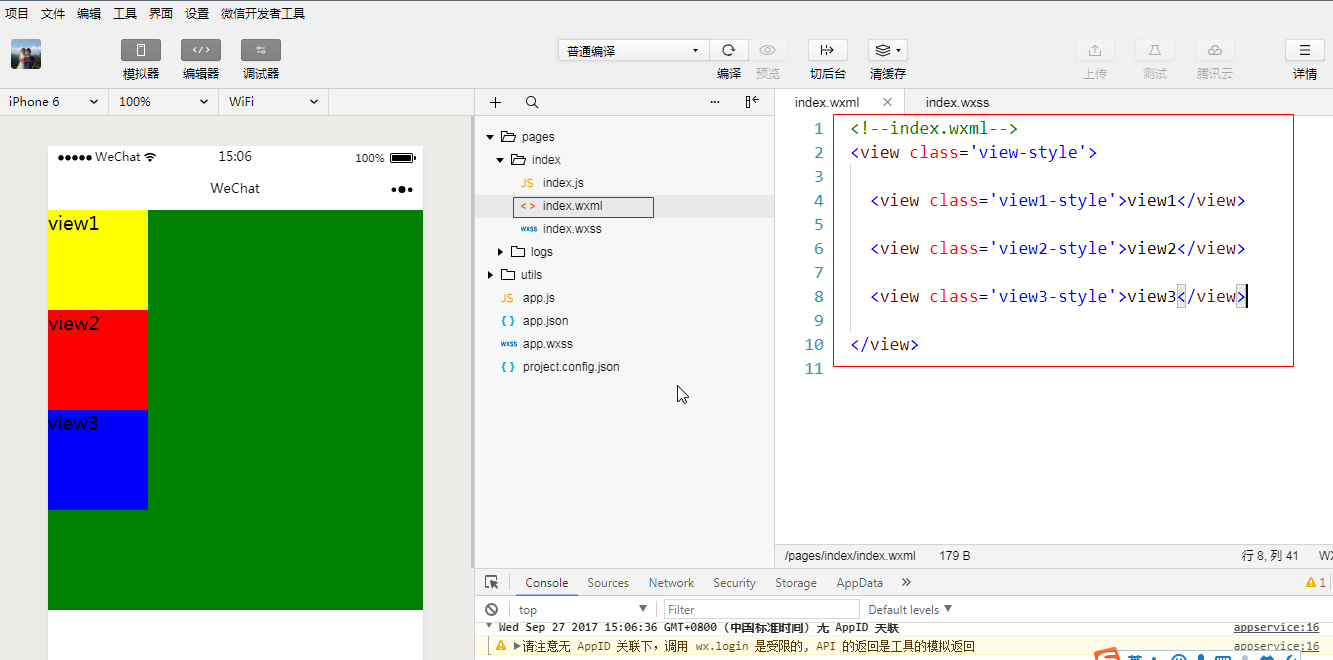 项目 文件 编辑 工具 界面 设置 微信开发者工具
模拟器 编辑器 调试器
普通编译
编译 预览 切后台 清缓存
上传 测试 腾讯云 详情
iPhone 6 100% WiFi
WeChat 15:06 100%
WeChat
view1
view2
view3
pages
index
JS index.js
< > index.wxml
wxss index.wxss
logs
utils
JS app.js
{ } app.json
wxss app.wxss
{ } project.config.json
index.wxml × index.wxss
1 <!--index.wxml-->
2 <view class='view-style'>
3
4 <view class='view1-style'>view1</view>
5
6 <view class='view2-style'>view2</view>
7
8 <view class='view3-style'>view3</view>
9
10 </view>
11
/pages/index/index.wxml 179 B 行 8, 列 41 WX
Console Sources Network Security Storage AppData » 1
top Filter Default levels
Wed Sep 27 2017 15:06:36 GMT+0800 (中国标准时间) 无 AppID 关联 appservice:16
请注意无 AppID 关联下，调用 wx.login 是受限的, API 的返回是工具的模拟返回 appservice:16